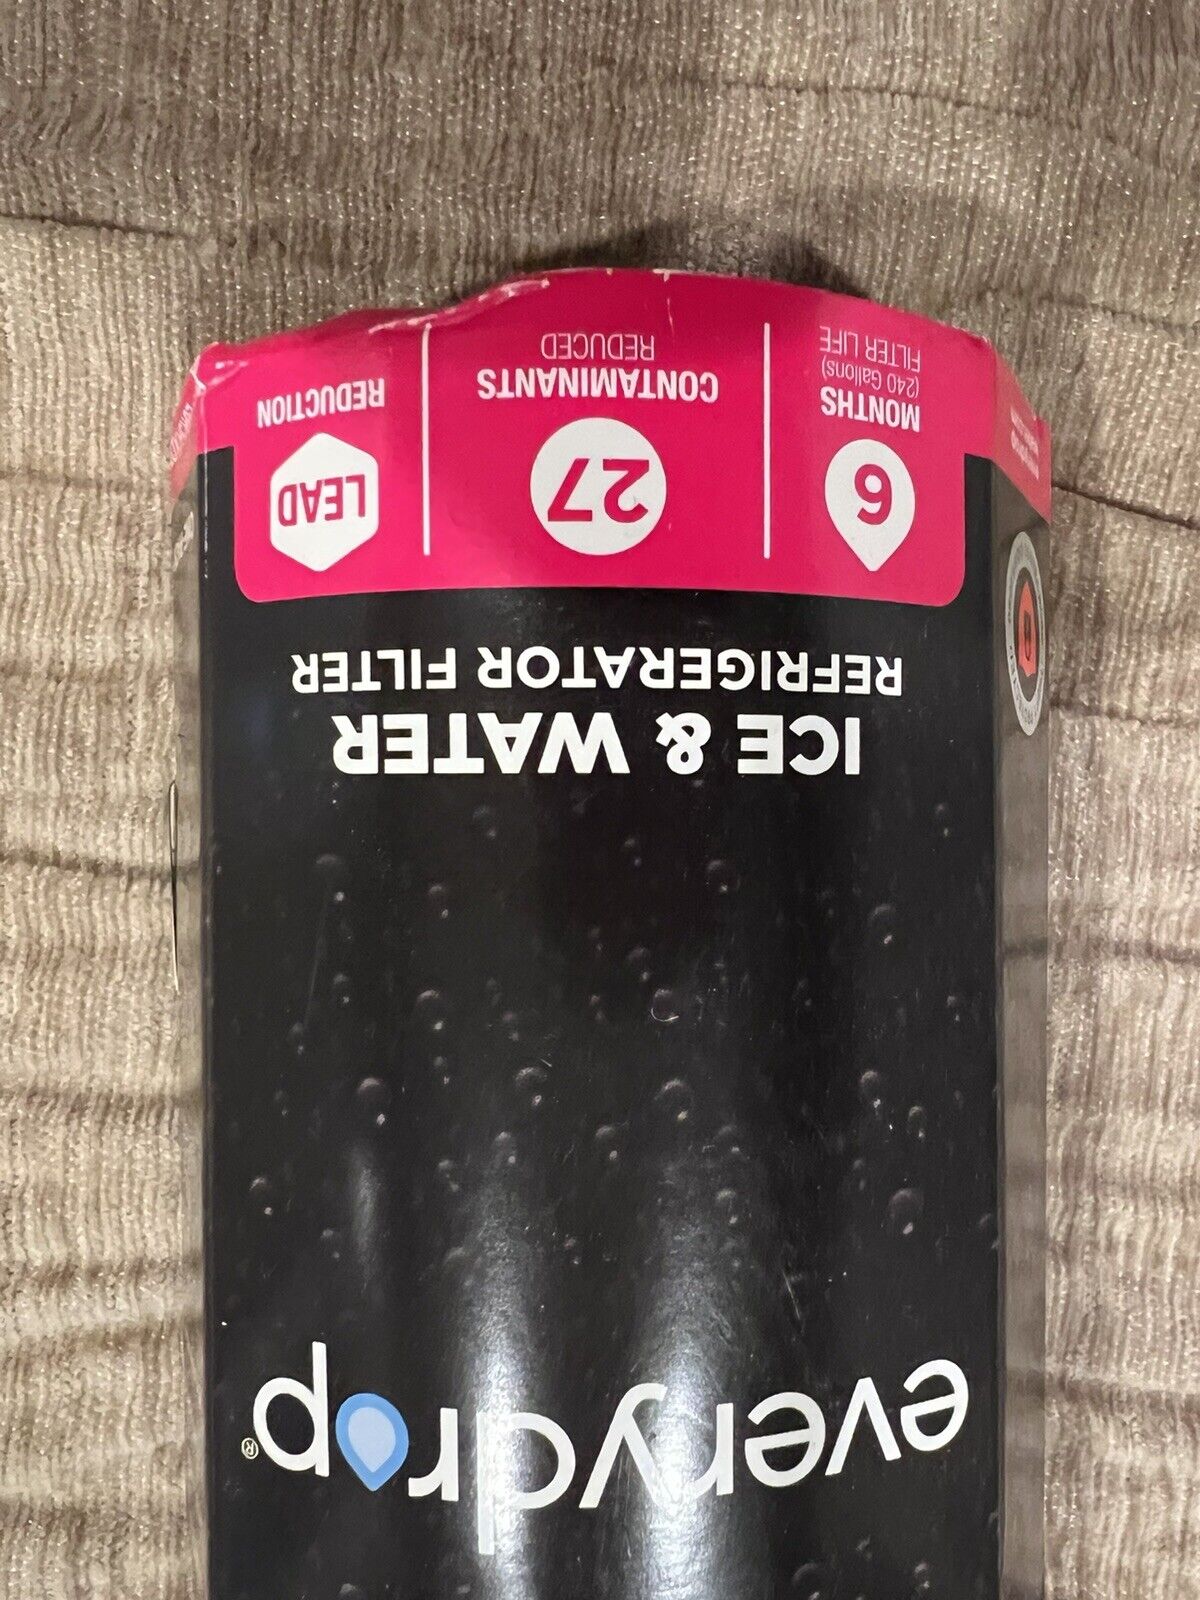 everydrop®
ICE & WATER
REFRIGERATOR FILTER
6
MONTHS
(240 Gallons)
FILTER LIFE
27
CONTAMINANTS
REDUCED
LEAD
REDUCTION